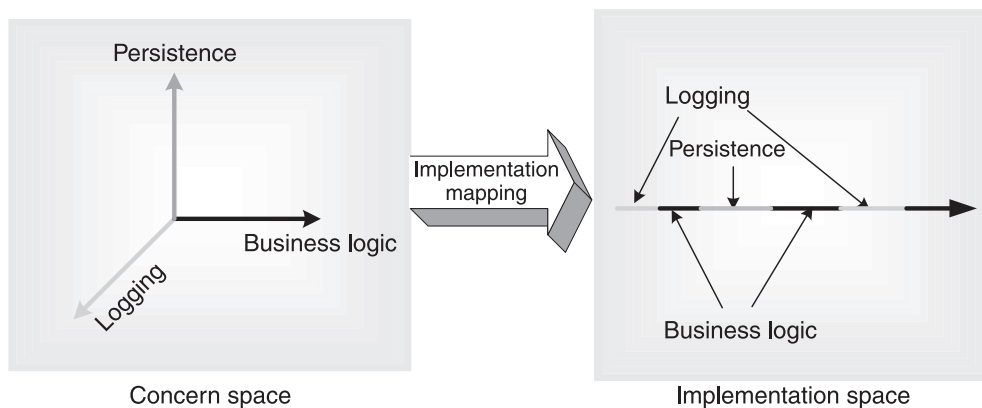 Persistence
Business logic
Logging
Concern space
Implementation
mapping
Logging
Persistence
Business logic
Implementation space